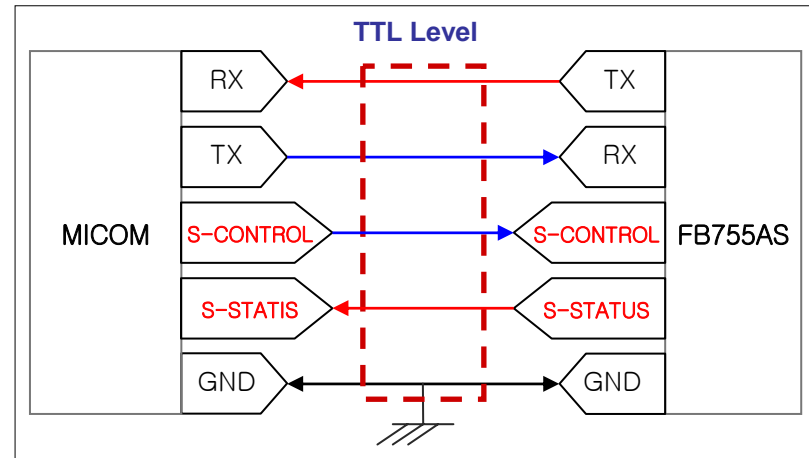 TTL Level
RX TX
TX RX
MICOM S-CONTROL S-CONTROL FB755AS
S-STATIS S-STATUS
GND GND